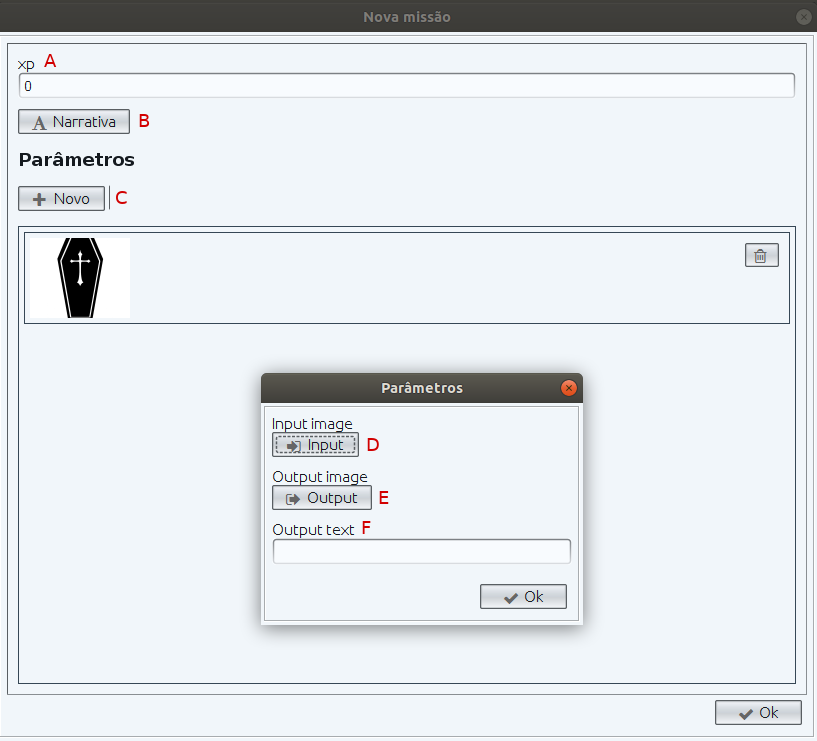 Nova missão
xp A
0
A Narrativa B
Parâmetros
Novo C
Parâmetros
Input image
Input D
Output image
Output E
Output text F
Ok
Ok